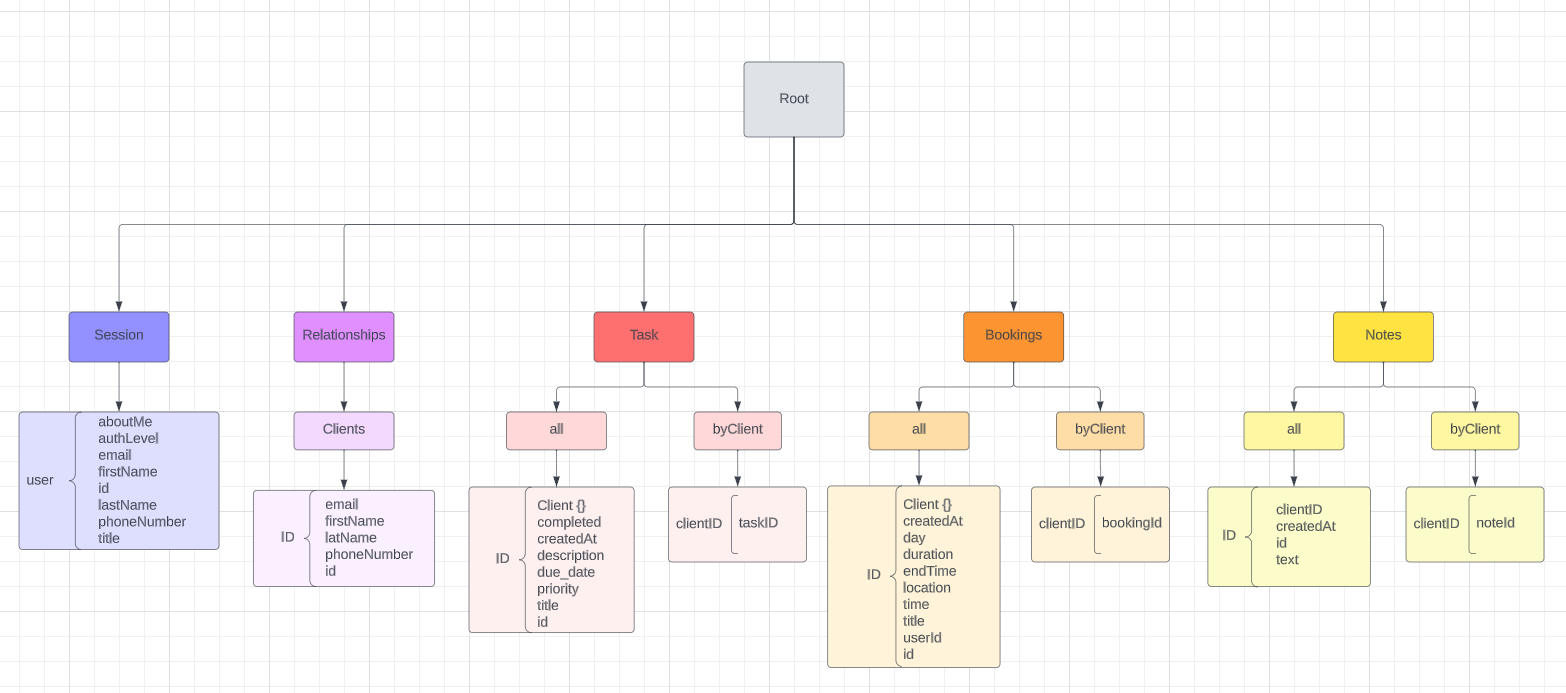 Root
Session
Relationships
Task
Bookings
Notes
user
aboutMe
authLevel
email
firstName
id
lastName
phoneNumber
title
Clients
ID
email
firstName
latName
phoneNumber
id
all
ID
Client {}
completed
createdAt
description
due_date
priority
title
id
byClient
clientID
taskID
all
ID
Client {}
createdAt
day
duration
endTime
location
time
title
userId
id
byClient
clientID
bookingId
all
ID
clientID
createdAt
id
text
byClient
clientID
noteId